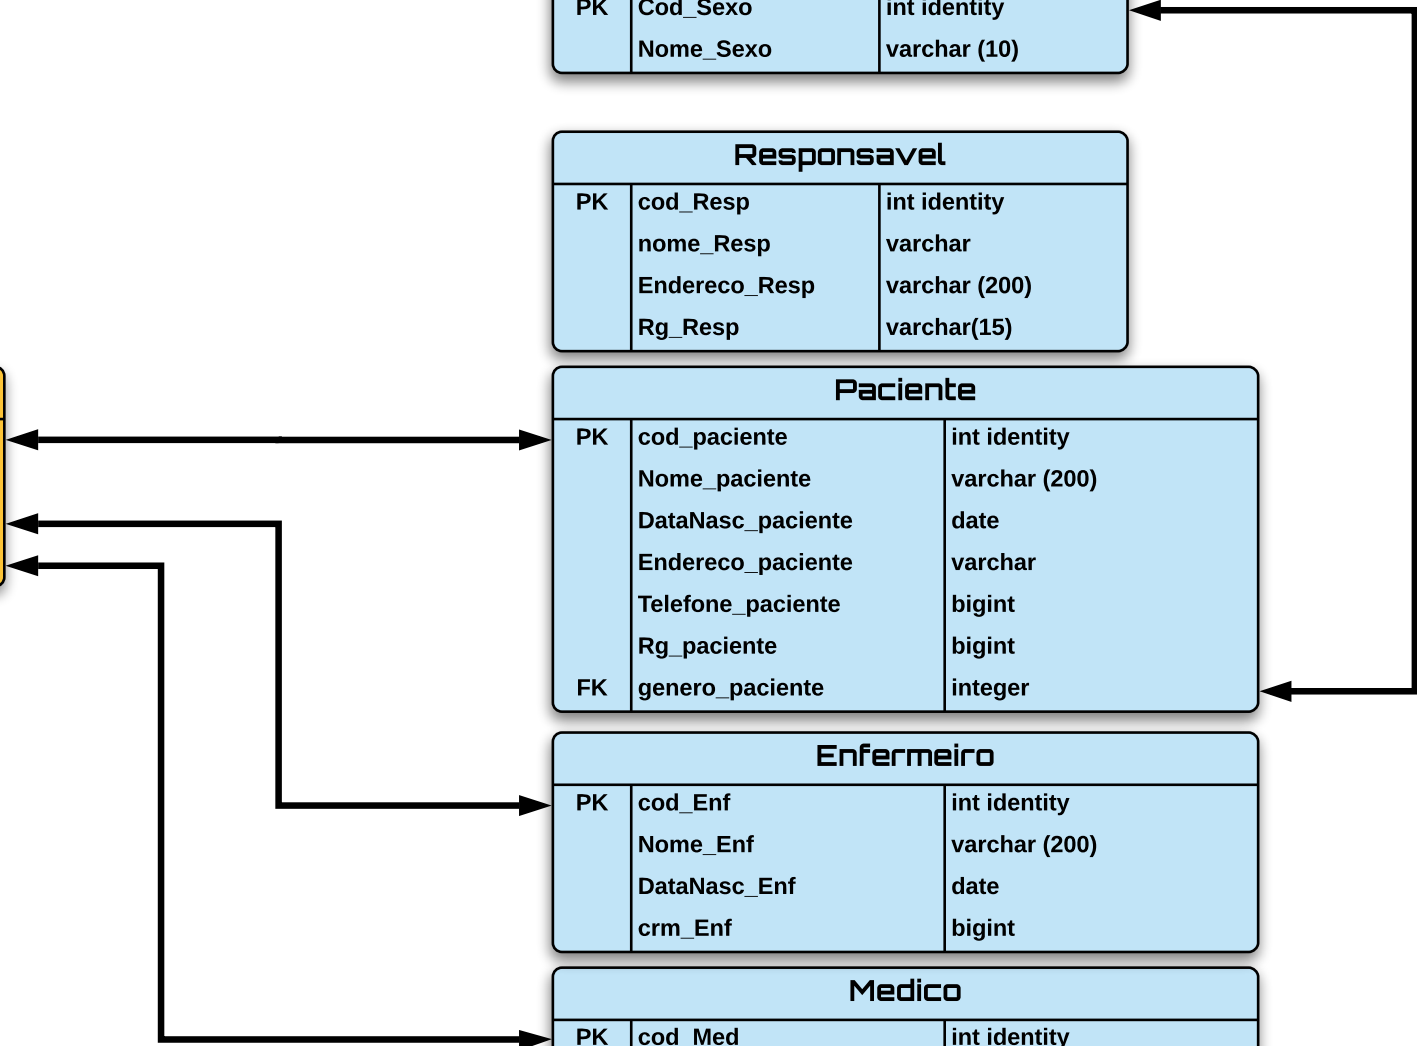 PK Cod_Sexo int identity
Nome_Sexo varchar (10)
Responsavel
PK cod_Resp int identity
nome_Resp varchar
Endereco_Resp varchar (200)
Rg_Resp varchar(15)
Paciente
PK cod_paciente int identity
Nome_paciente varchar (200)
DataNasc_paciente date
Endereco_paciente varchar
Telefone_paciente bigint
Rg_paciente bigint
FK genero_paciente integer
Enfermeiro
PK cod_Enf int identity
Nome_Enf varchar (200)
DataNasc_Enf date
crm_Enf bigint
Medico
PK cod_Med int identity